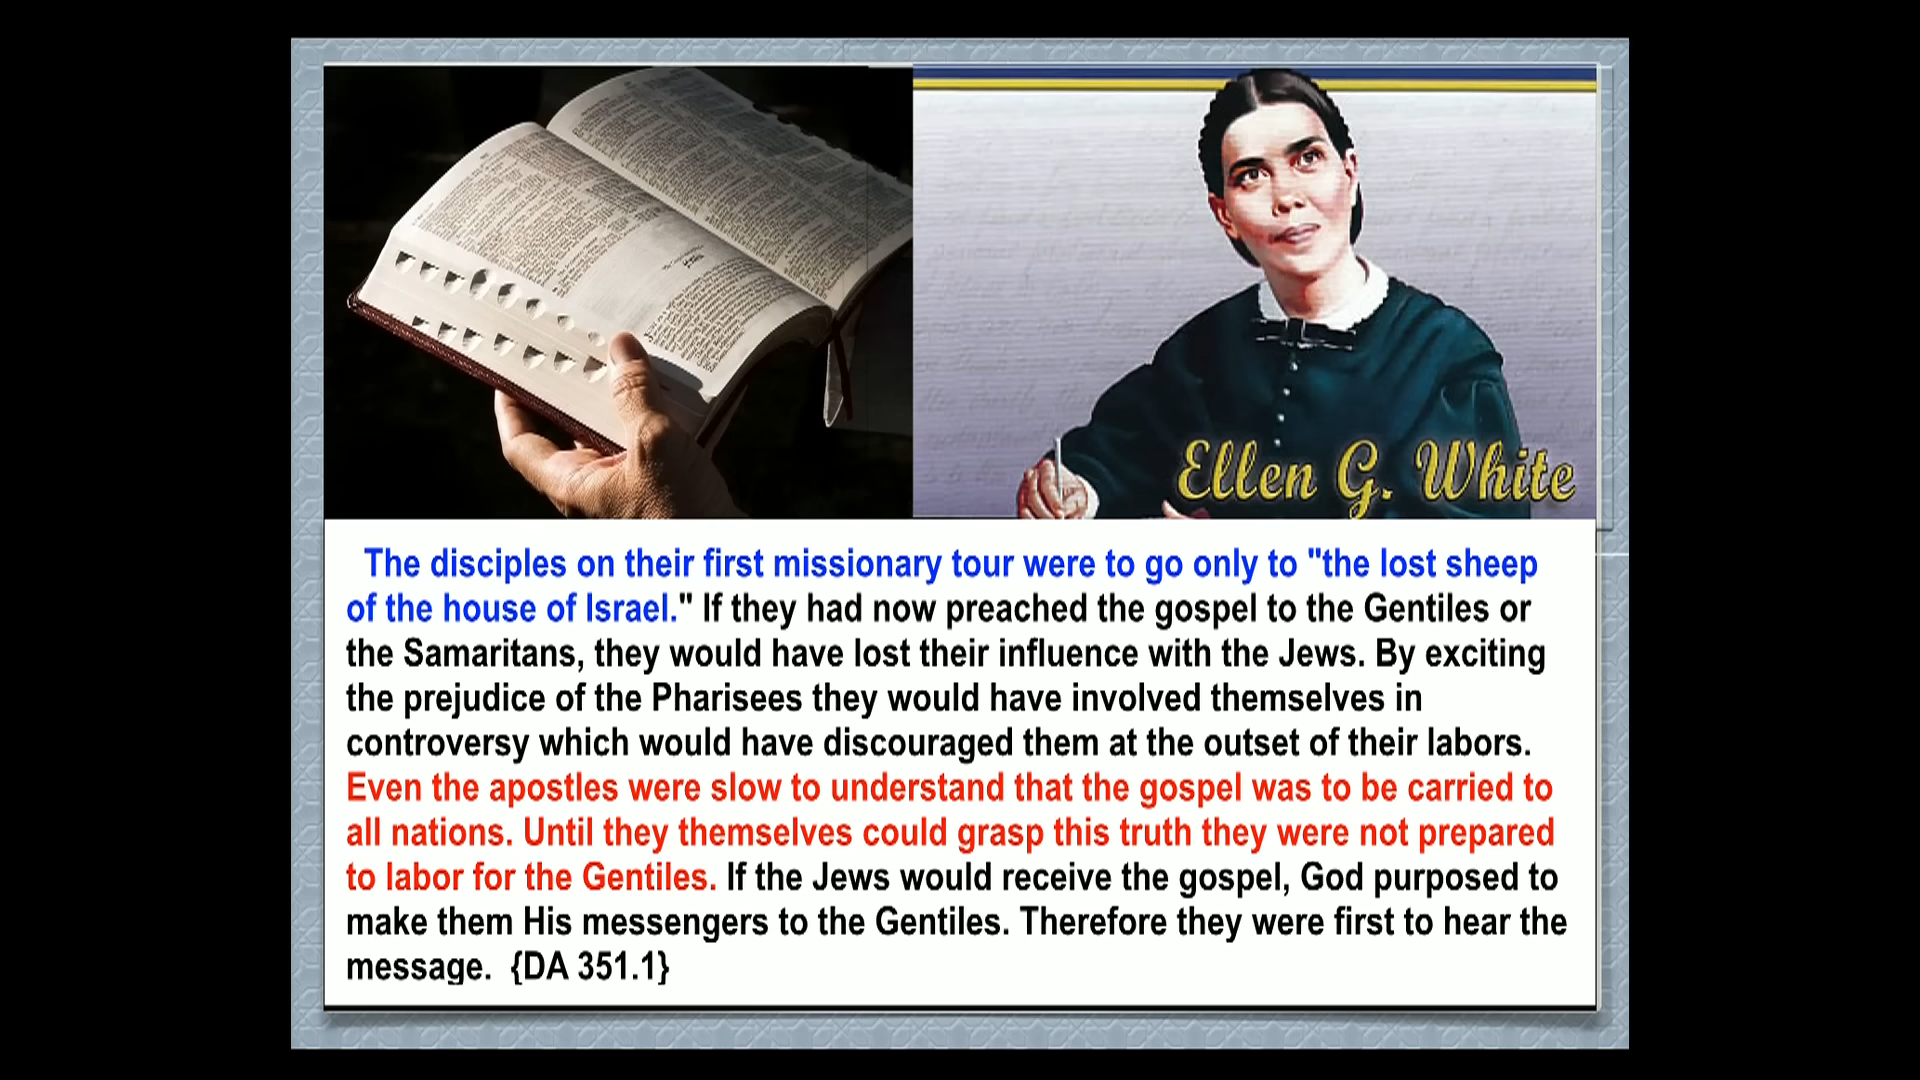 Ellen G. White
The disciples on their first missionary tour were to go only to "the lost sheep
of the house of Israel." If they had now preached the gospel to the Gentiles or
the Samaritans, they would have lost their influence with the Jews. By exciting
the prejudice of the Pharisees they would have involved themselves in
controversy which would have discouraged them at the outset of their labors.
Even the apostles were slow to understand that the gospel was to be carried to
all nations. Until they themselves could grasp this truth they were not prepared
to labor for the Gentiles. If the Jews would receive the gospel, God purposed to
make them His messengers to the Gentiles. Therefore they were first to hear the
message. {DA 351.1}